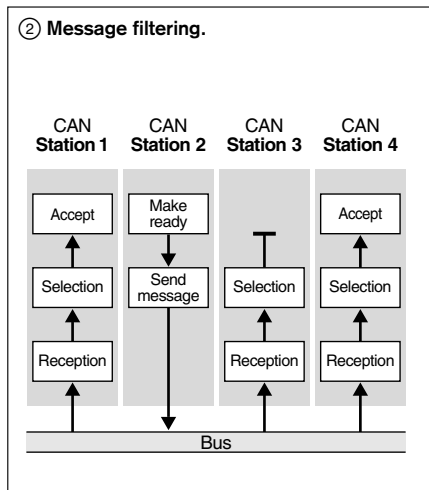 ② Message filtering.
CAN
Station 1
CAN
Station 2
CAN
Station 3
CAN
Station 4
Accept
Make
ready
Accept
Selection
Send
message
Selection
Selection
Reception
Reception
Reception
Bus